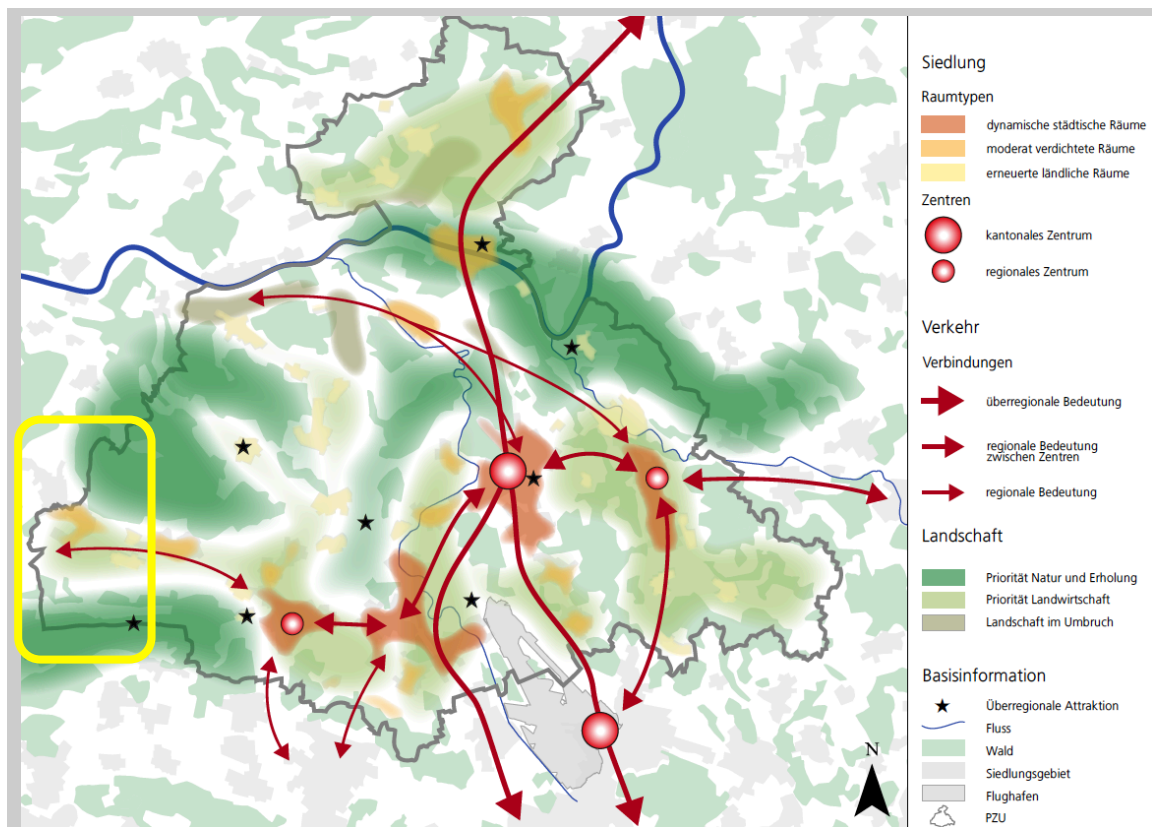 Siedlung
Raumtypen
dynamische städtische Räume
moderat verdichtete Räume
erneuerte ländliche Räume
Zentren
kantonales Zentrum
regionales Zentrum
Verkehr
Verbindungen
überregionale Bedeutung
regionale Bedeutung
zwischen Zentren
regionale Bedeutung
Landschaft
Priorität Natur und Erholung
Priorität Landwirtschaft
Landschaft im Umbruch
Basisinformation
Überregionale Attraktion
Fluss
Wald
Siedlungsgebiet
Flughafen
PZU
N